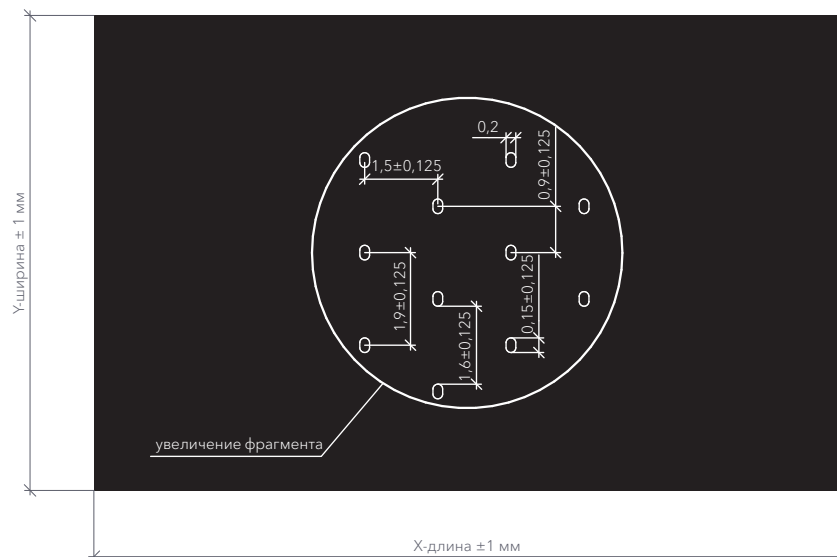 0,2
0,9±0,125
1,5±0,125
Y-ширина ± 1 мм
1,9±0,125
0,15±0,125
1,6±0,125
увеличение фрагмента
X-длина ±1 мм